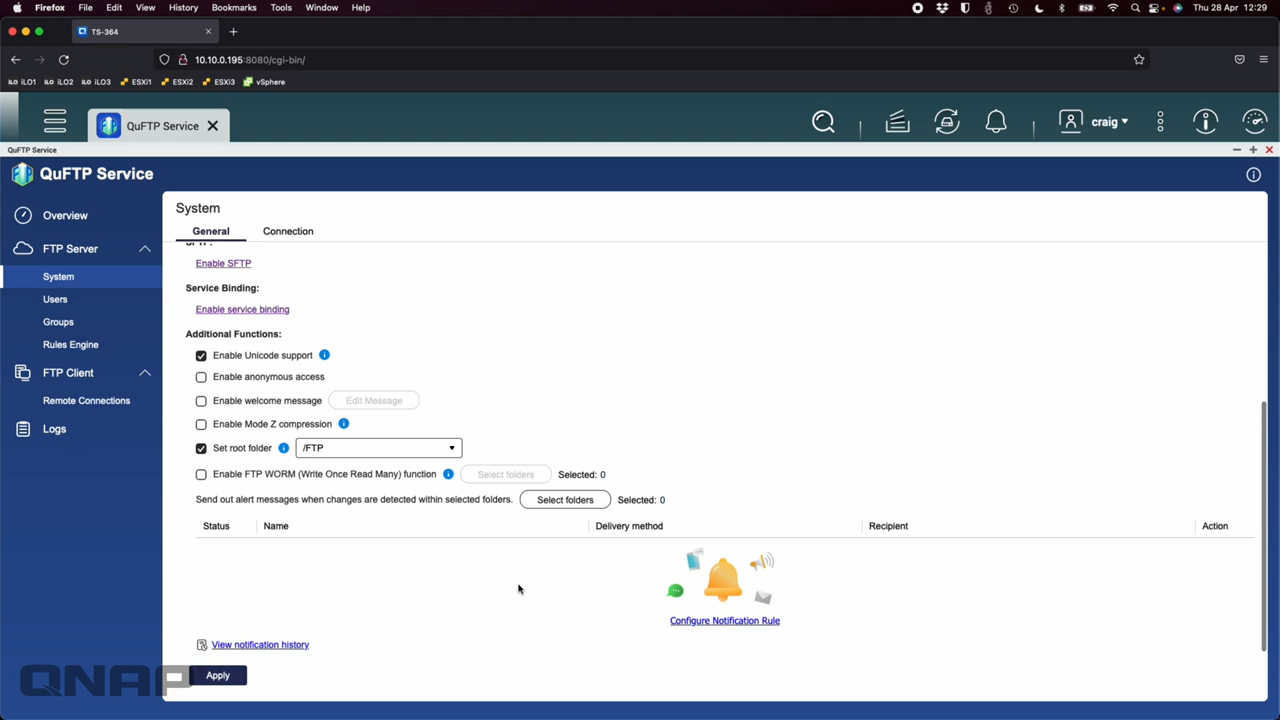 Firefox File Edit View History Bookmarks Tools Window Help Thu 28 Apr 12:29
TS-364
10.10.0.195:8080/cgi-bin/
iLO iLO1 iLO iLO2 iLO iLO3 ESXi1 ESXi2 ESXi3 vSphere
QuFTP Service craig
QuFTP Service
QuFTP Service
Overview
FTP Server
System
Users
Groups
Rules Engine
FTP Client
Remote Connections
Logs
System
General Connection
SFTP:
Enable SFTP
Service Binding:
Enable service binding
Additional Functions:
Enable Unicode support
Enable anonymous access
Enable welcome message Edit Message
Enable Mode Z compression
Set root folder /FTP
Enable FTP WORM (Write Once Read Many) function Select folders Selected: 0
Send out alert messages when changes are detected within selected folders. Select folders Selected: 0
Status Name Delivery method Recipient Action
Configure Notification Rule
View notification history
Apply
QNAP